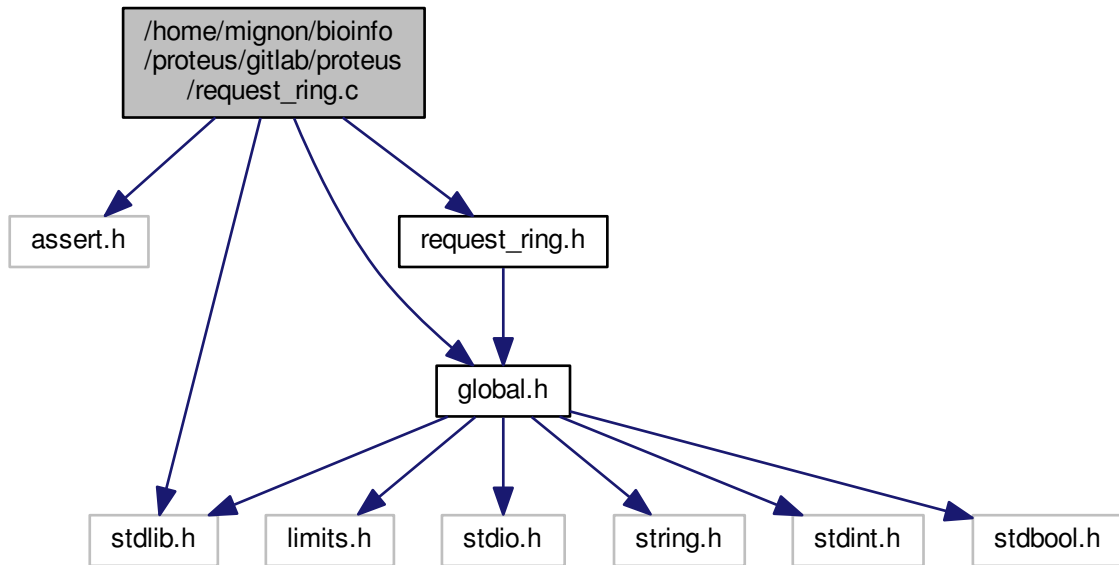 /home/mignon/bioinfo
/proteus/gitlab/proteus
/request_ring.c
assert.h
request_ring.h
global.h
stdlib.h
limits.h
stdio.h
string.h
stdint.h
stdbool.h